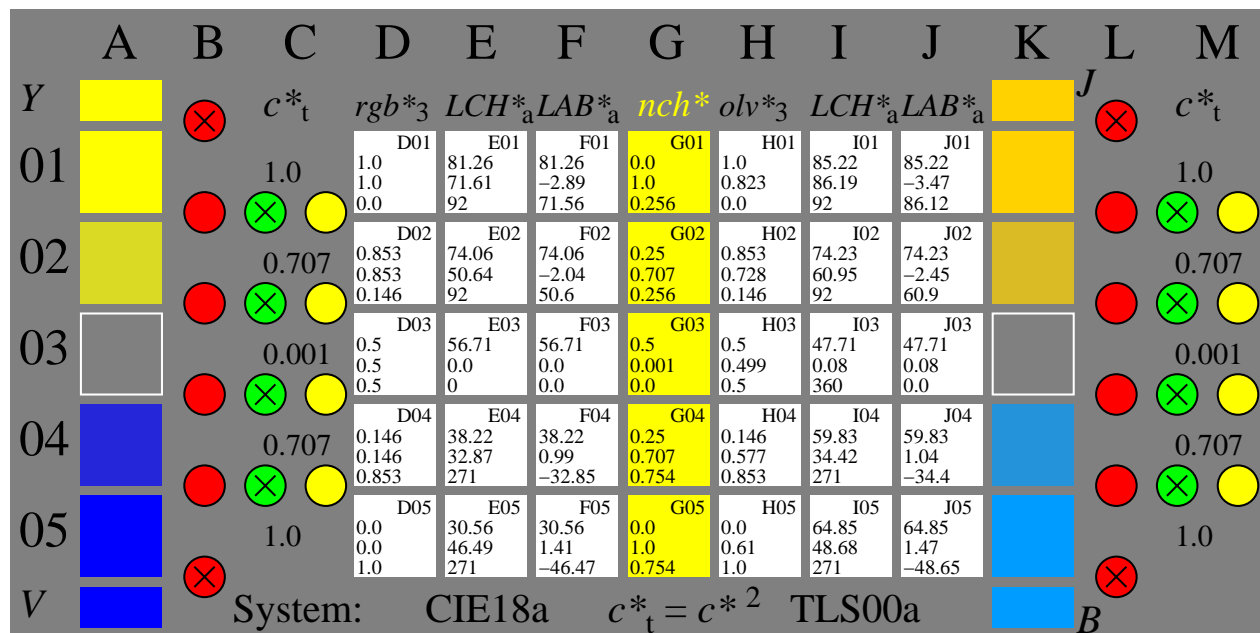 A B C D E F G H I J K L M
Y c*t rgb*3 LCH*a LAB*a nch* olv*3 LCH*a LAB*a J c*t
01 1.0 D01 E01 F01 G01 H01 I01 J01 1.0
1.0 81.26 81.26 0.0 1.0 85.22 85.22
1.0 71.61 −2.89 1.0 0.823 86.19 −3.47
0.0 92 71.56 0.256 0.0 92 86.12
02 0.707 D02 E02 F02 G02 H02 I02 J02 0.707
0.853 74.06 74.06 0.25 0.853 74.23 74.23
0.853 50.64 −2.04 0.707 0.728 60.95 −2.45
0.146 92 50.6 0.256 0.146 92 60.9
03 0.001 D03 E03 F03 G03 H03 I03 J03 0.001
0.5 56.71 56.71 0.5 0.5 47.71 47.71
0.5 0.0 0.0 0.001 0.499 0.08 0.08
0.5 0 0.0 0.0 0.5 360 0.0
04 0.707 D04 E04 F04 G04 H04 I04 J04 0.707
0.146 38.22 38.22 0.25 0.146 59.83 59.83
0.146 32.87 0.99 0.707 0.577 34.42 1.04
0.853 271 −32.85 0.754 0.853 271 −34.4
05 1.0 D05 E05 F05 G05 H05 I05 J05 1.0
0.0 30.56 30.56 0.0 0.0 64.85 64.85
0.0 46.49 1.41 1.0 0.61 48.68 1.47
1.0 271 −46.47 0.754 1.0 271 −48.65
V System: CIE18a c*t = c* 2 TLS00a B